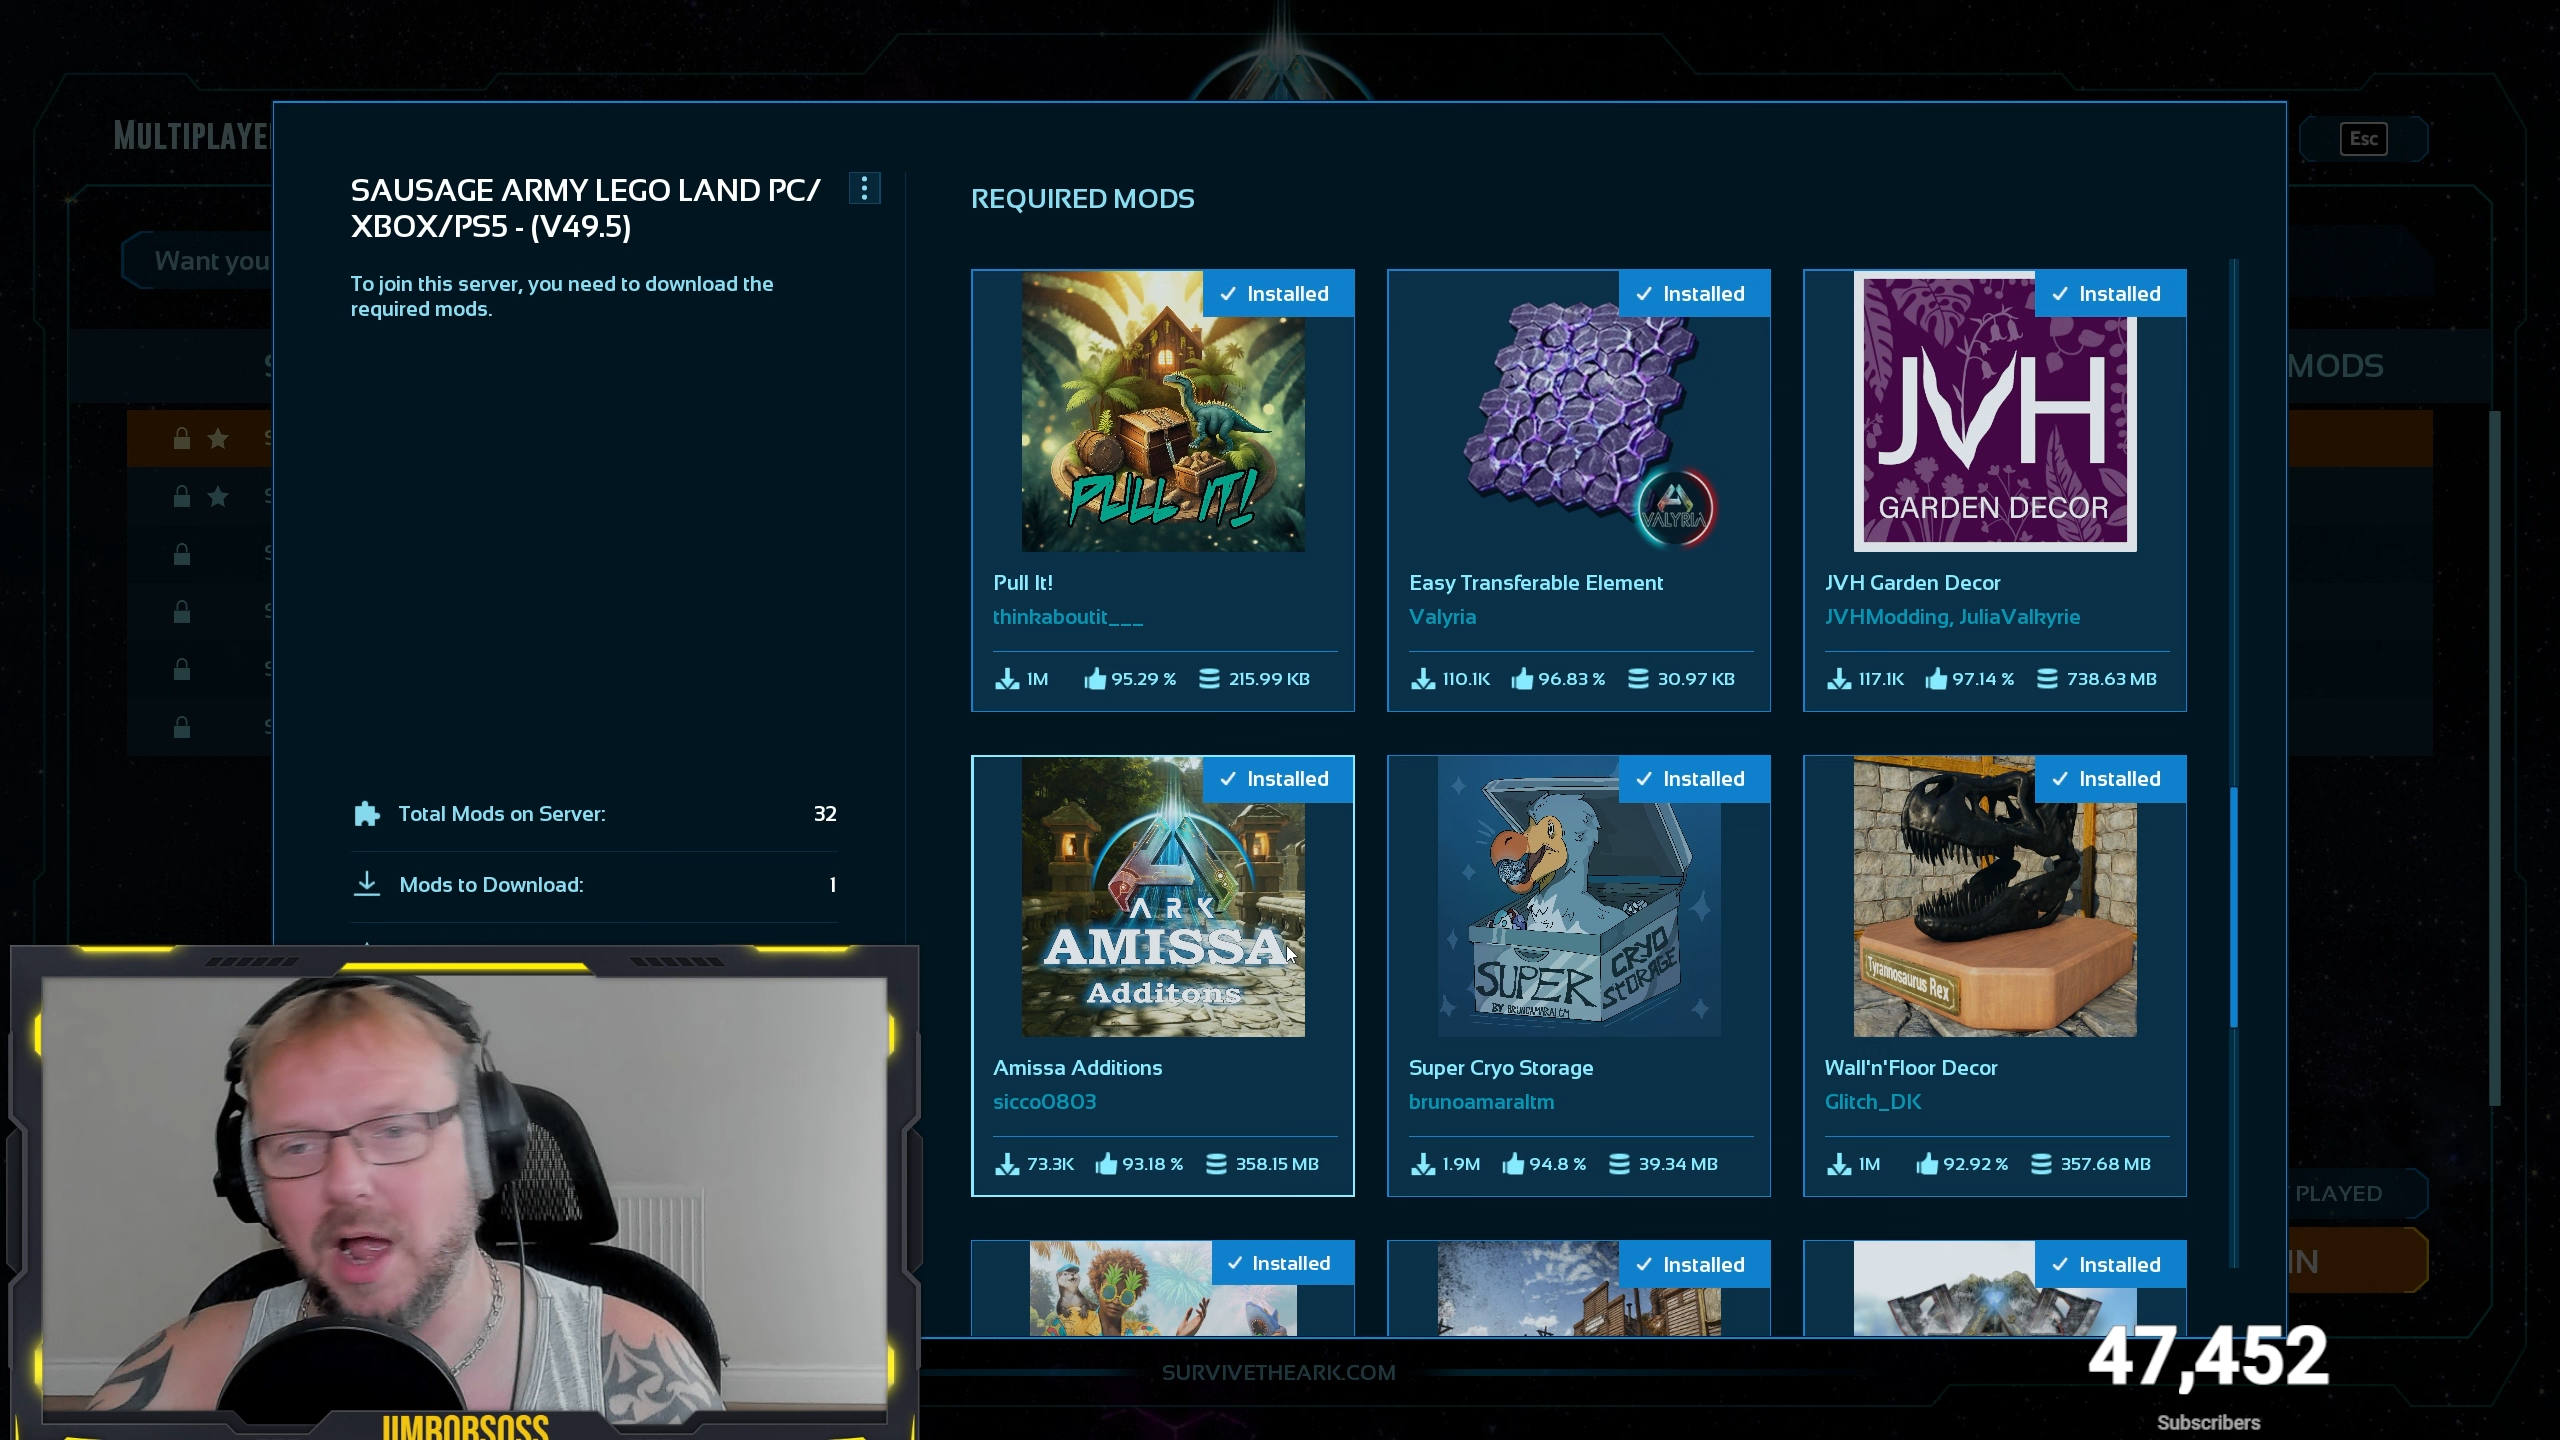 MULTIPLAYE
Esc
Want you
MODS
SAUSAGE ARMY LEGO LAND PC/
XBOX/PS5 - (V49.5)
To join this server, you need to download the
required mods.
Total Mods on Server: 32
Mods to Download: 1
REQUIRED MODS
Installed
PULL IT!
Pull It!
thinkaboutit___
1M 95.29 % 215.99 KB
Installed
VALYRIA
Easy Transferable Element
Valyria
110.1K 96.83 % 30.97 KB
Installed
JVH
GARDEN DECOR
JVH Garden Decor
JVHModding, JuliaValkyrie
117.1K 97.14 % 738.63 MB
Installed
ARK
AMISSA
Additons
Amissa Additions
sicco0803
73.3K 93.18 % 358.15 MB
Installed
SUPER
CRYO
STORAGE
BY BRUNOAMARALTM
Super Cryo Storage
brunoamaraltm
1.9M 94.8 % 39.34 MB
Installed
Tyrannosaurus Rex
Wall'n'Floor Decor
Glitch_DK
1M 92.92 % 357.68 MB
Installed
Installed
Installed
PLAYED
IN
SURVIVETHEARK.COM
47,452
Subscribers